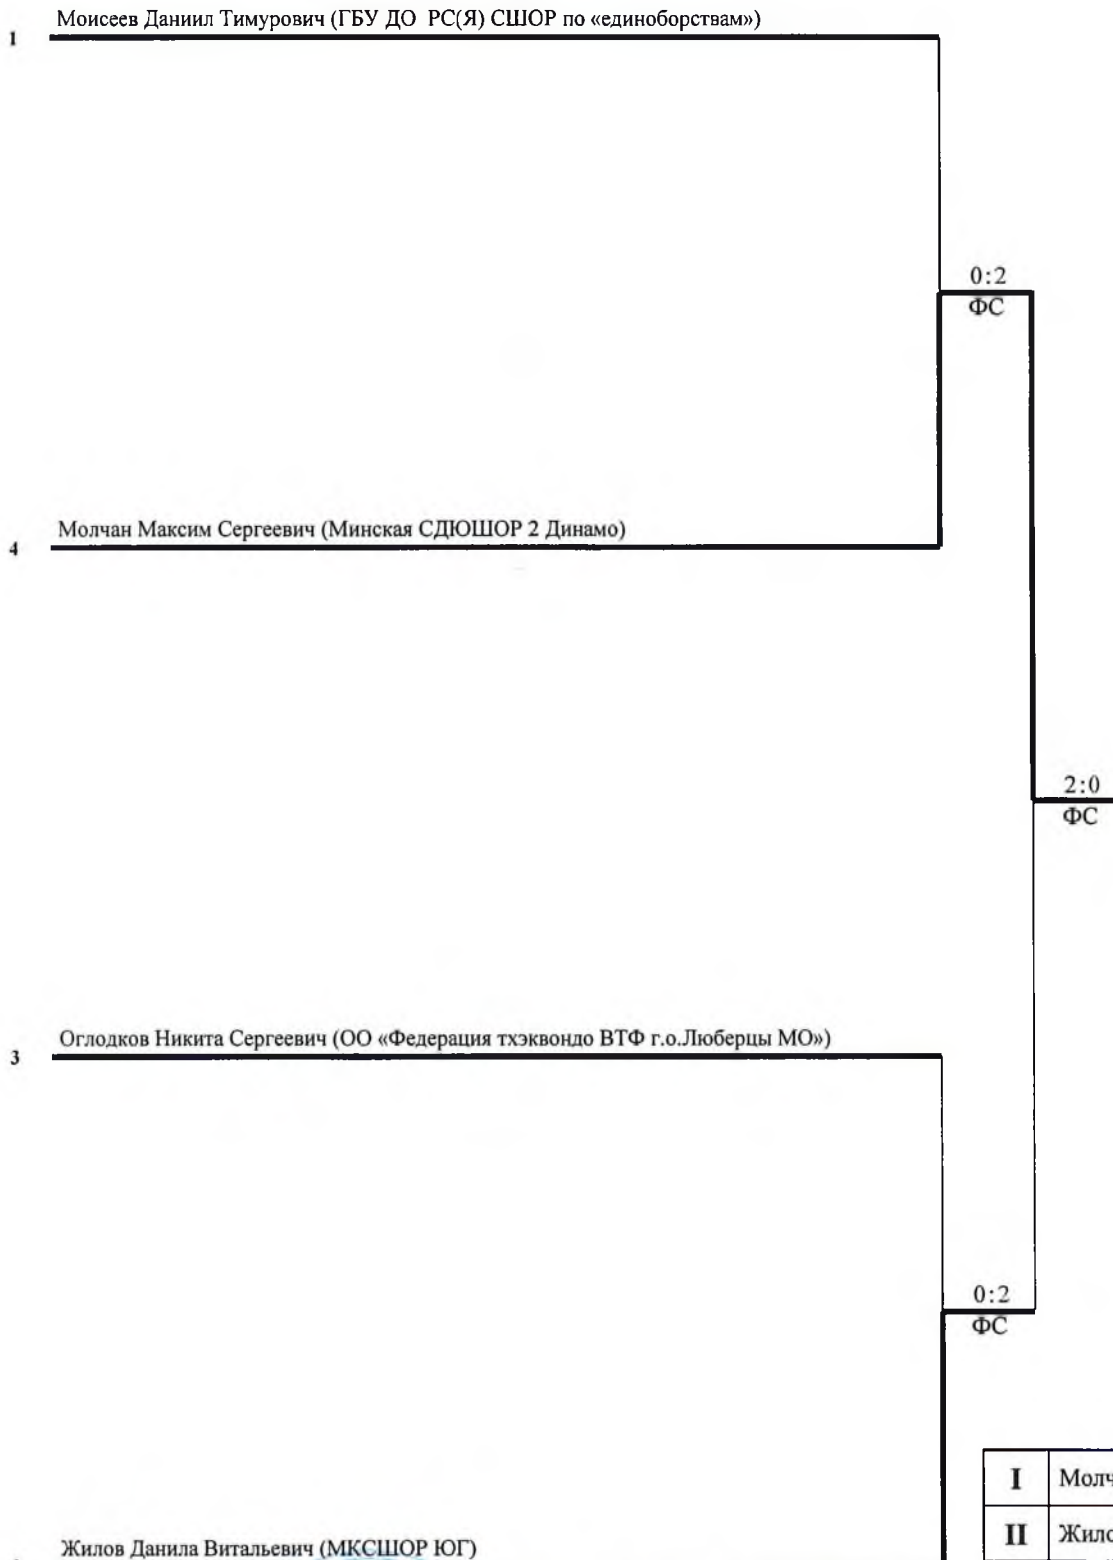 Моисеев Даниил Тимурович (ГБУ ДО РС(Я) СШОР по «единоборствам»)
1
0:2
ФС
Молчан Максим Сергеевич (Минская СДЮШОР 2 Динамо)
4
2:0
ФС
Оглодков Никита Сергеевич (ОО «Федерация тхэквондо ВТФ г.о.Люберцы МО»)
3
0:2
ФС
I Молч
II Жило
Жилов Данила Витальевич (МКСШОР ЮГ)